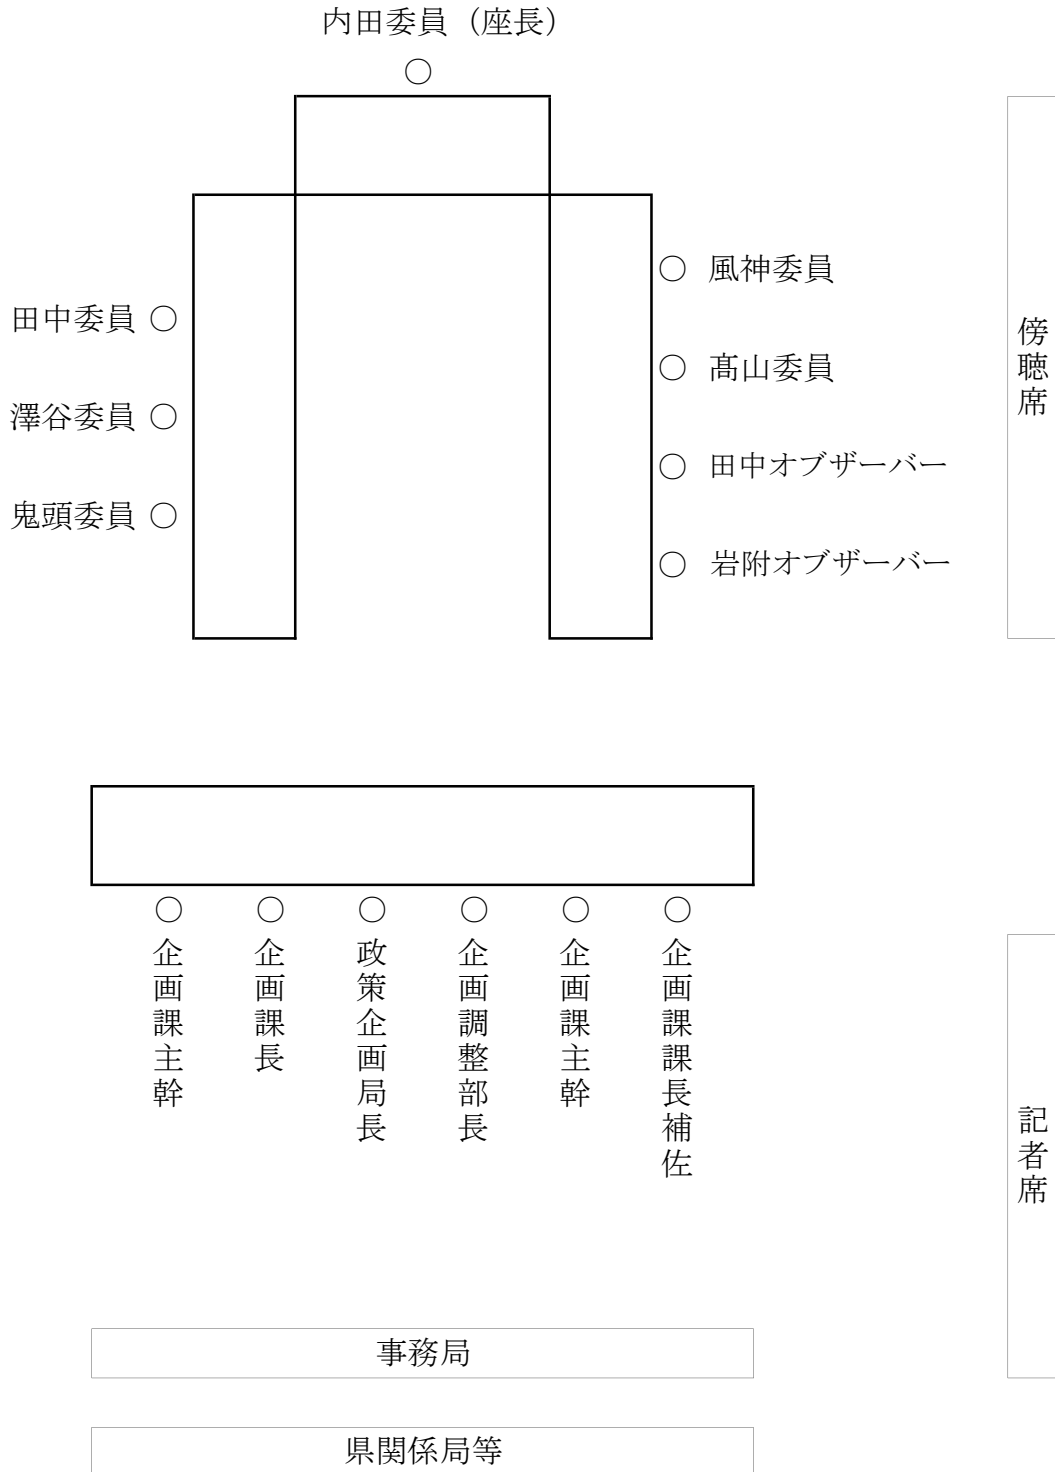 内田委員（座長）
○
○ 風神委員
田中委員 ○
○ 髙山委員
澤谷委員 ○
○ 田中オブザーバー
鬼頭委員 ○
○ 岩附オブザーバー
傍聴席
○ ○ ○ ○ ○ ○
企画課主幹
企画課長
政策企画局長
企画調整部長
企画課主幹
企画課課長補佐
記者席
事務局
県関係局等